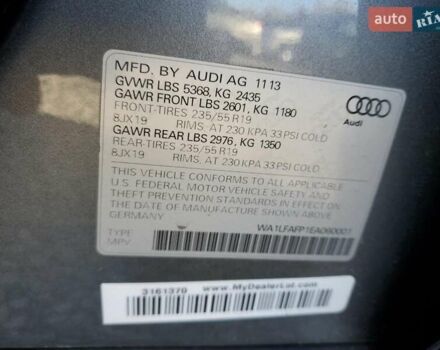 auto RIA
MFD. BY AUDI AG 11 13
GVWR LBS 5368, KG 2435
GAWR FRONT LBS 2601, KG 1180
FRONT-TIRES 235/55 R19
8JX19 RIMS, AT 230 KPA 33 PSI COLD
GAWR REAR LBS 2976, KG 1350
REAR-TIRES 235/55 R19
8JX19 RIMS, AT 230 KPA 33 PSI COLD
Audi
THIS VEHICLE CONFORMS TO ALL APPLICABLE
U.S. FEDERAL MOTOR VEHICLE SAFETY AND
THEFT PREVENTION STANDARDS IN EFFECT
ON THE DATE OF MANUFACTURE SHOWN ABOVE
WA1LFAFP1EA060001
TYPE
MPV
3161370 www.MyDealerLot.com